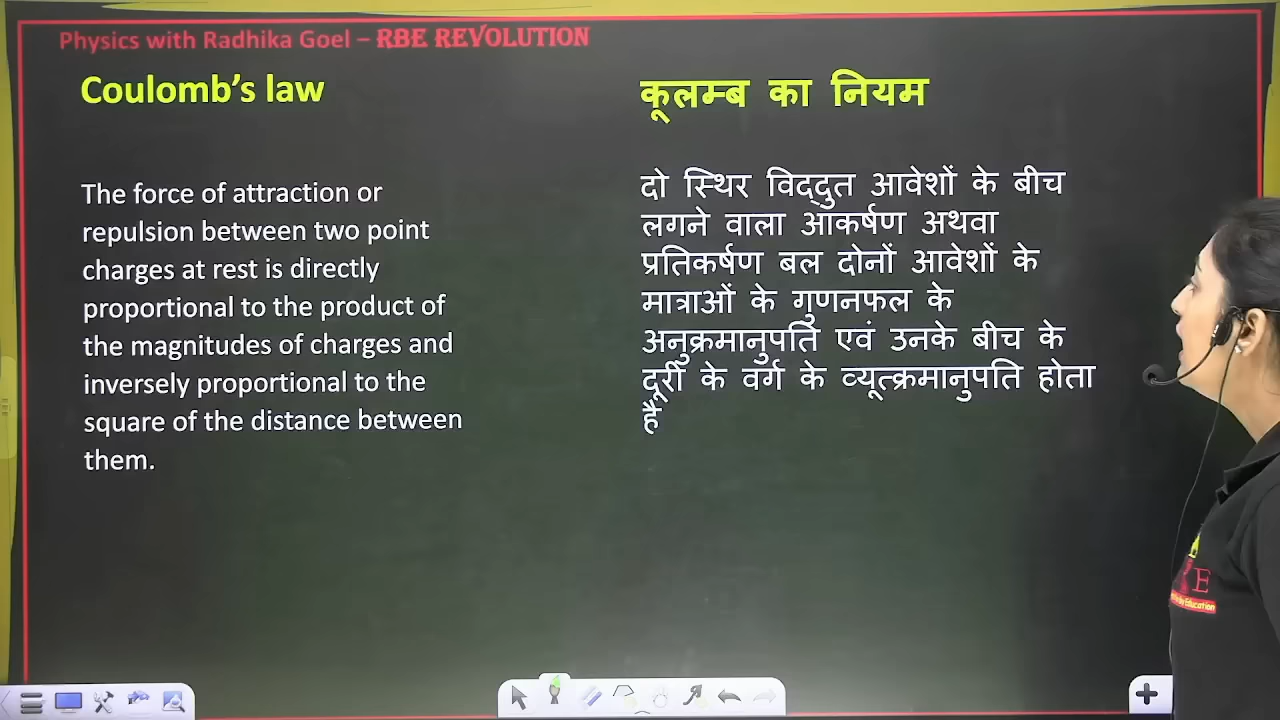 Physics with Radhika Goel – RBE REVOLUTION
Coulomb's law
The force of attraction or
repulsion between two point
charges at rest is directly
proportional to the product of
the magnitudes of charges and
inversely proportional to the
square of the distance between
them.
कूलम्ब का नियम
दो स्थिर विद्दुत आवेशों के बीच
लगने वाला आकर्षण अथवा
प्रतिकर्षण बल दोनों आवेशों के
मात्राओं के गुणनफल के
अनुक्रमानुपति एवं उनके बीच के
दूरी के वर्ग के व्यूत्क्रमानुपति होता
है
E
Education